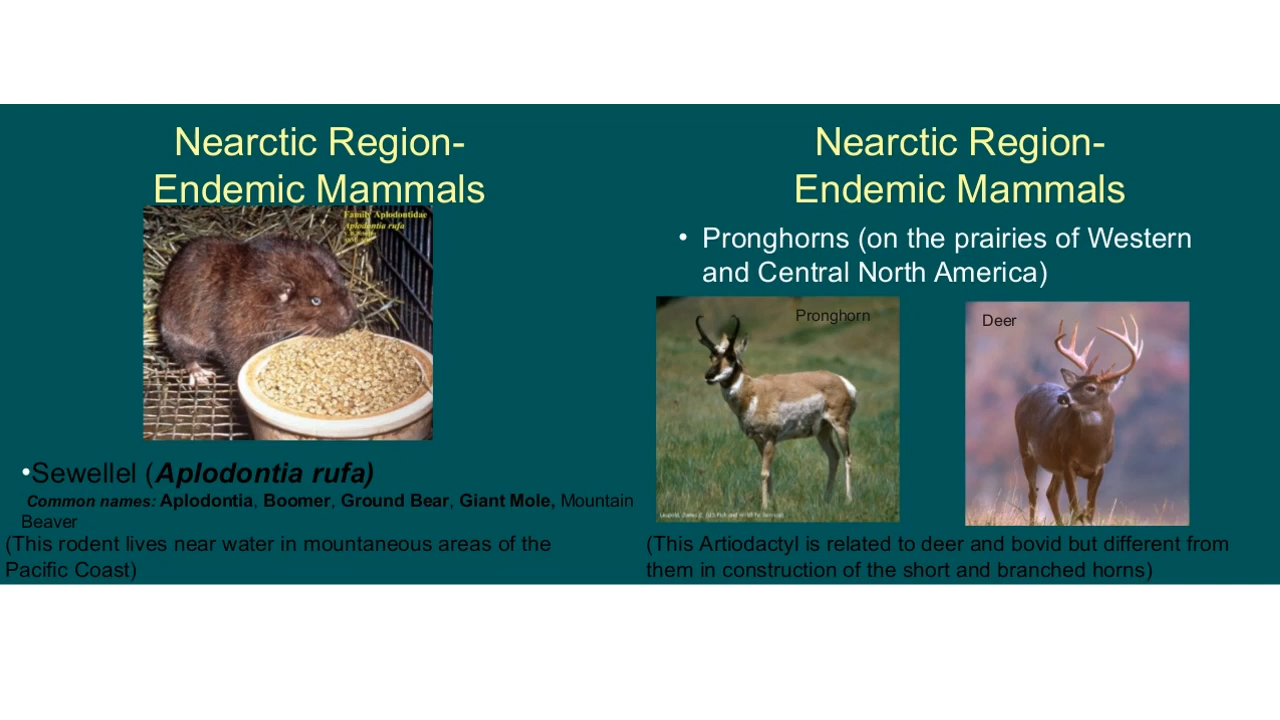 Nearctic Region-
Endemic Mammals
Family Aplodontidae
Aplodontia rufa
•Sewellel (Aplodontia rufa)
Common names: Aplodontia, Boomer, Ground Bear, Giant Mole, Mountain
Beaver
(This rodent lives near water in mountaneous areas of the
Pacific Coast)
Nearctic Region-
Endemic Mammals
• Pronghorns (on the prairies of Western
and Central North America)
Pronghorn
Deer
(This Artiodactyl is related to deer and bovid but different from
them in construction of the short and branched horns)